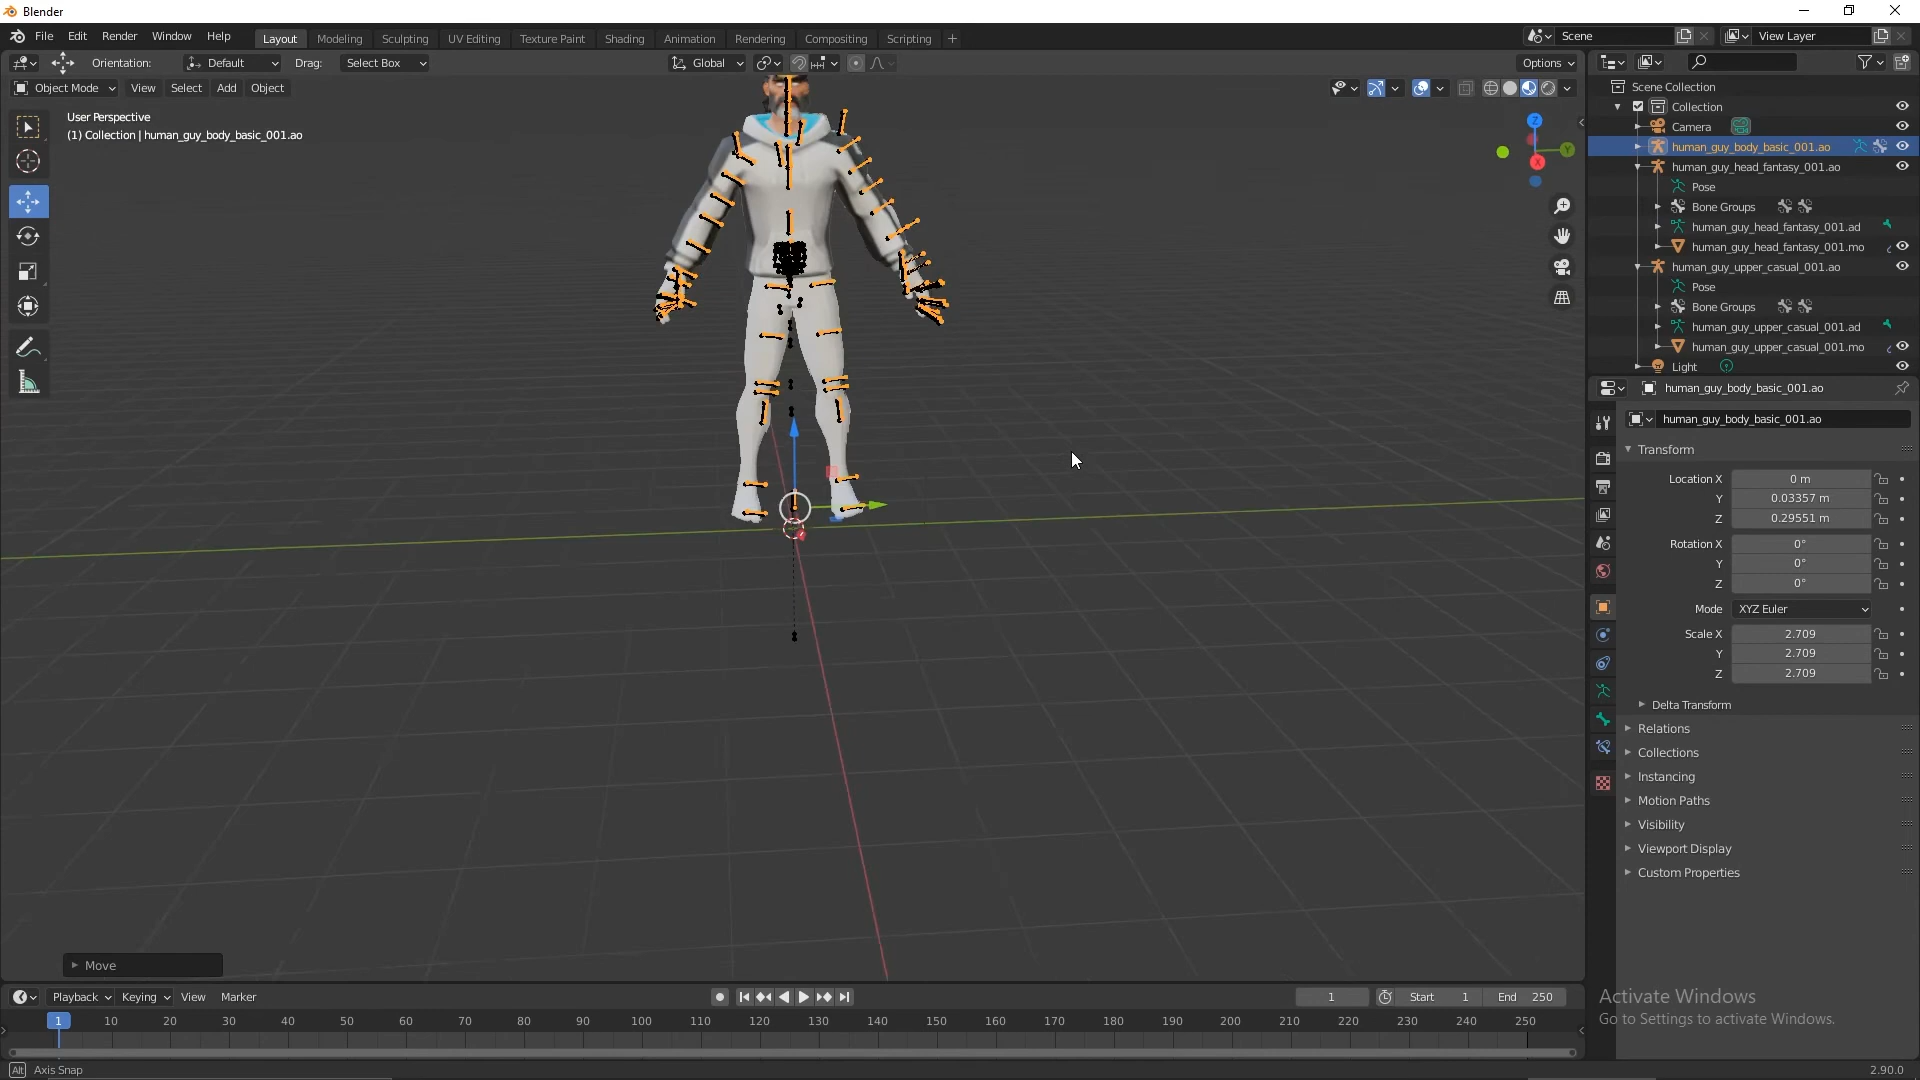 Blender
File Edit Render Window Help Layout Modeling Sculpting UV Editing Texture Paint Shading Animation Rendering Compositing Scripting Scene View Layer
Orientation: Default Drag: Select Box Global Options
Object Mode View Select Add Object
User Perspective
(1) Collection | human_guy_body_basic_001.ao
Z
Y
X
Scene Collection
Collection
Camera
human_guy_body_basic_001.ao
human_guy_head_fantasy_001.ao
Pose
Bone Groups
human_guy_head_fantasy_001.ad
human_guy_head_fantasy_001.mo
human_guy_upper_casual_001.ao
Pose
Bone Groups
human_guy_upper_casual_001.ad
human_guy_upper_casual_001.mo
Light
human_guy_body_basic_001.ao
human_guy_body_basic_001.ao
Transform
Location X 0 m
Y 0.03357 m
Z 0.29551 m
Rotation X 0°
Y 0°
Z 0°
Mode XYZ Euler
Scale X 2.709
Y 2.709
Z 2.709
Delta Transform
Relations
Collections
Instancing
Motion Paths
Visibility
Viewport Display
Custom Properties
Move
Playback Keying View Marker 1 Start 1 End 250
1 10 20 30 40 50 60 70 80 90 100 110 120 130 140 150 160 170 180 190 200 210 220 230 240 250
Activate Windows
Go to Settings to activate Windows.
Alt Axis Snap 2.90.0